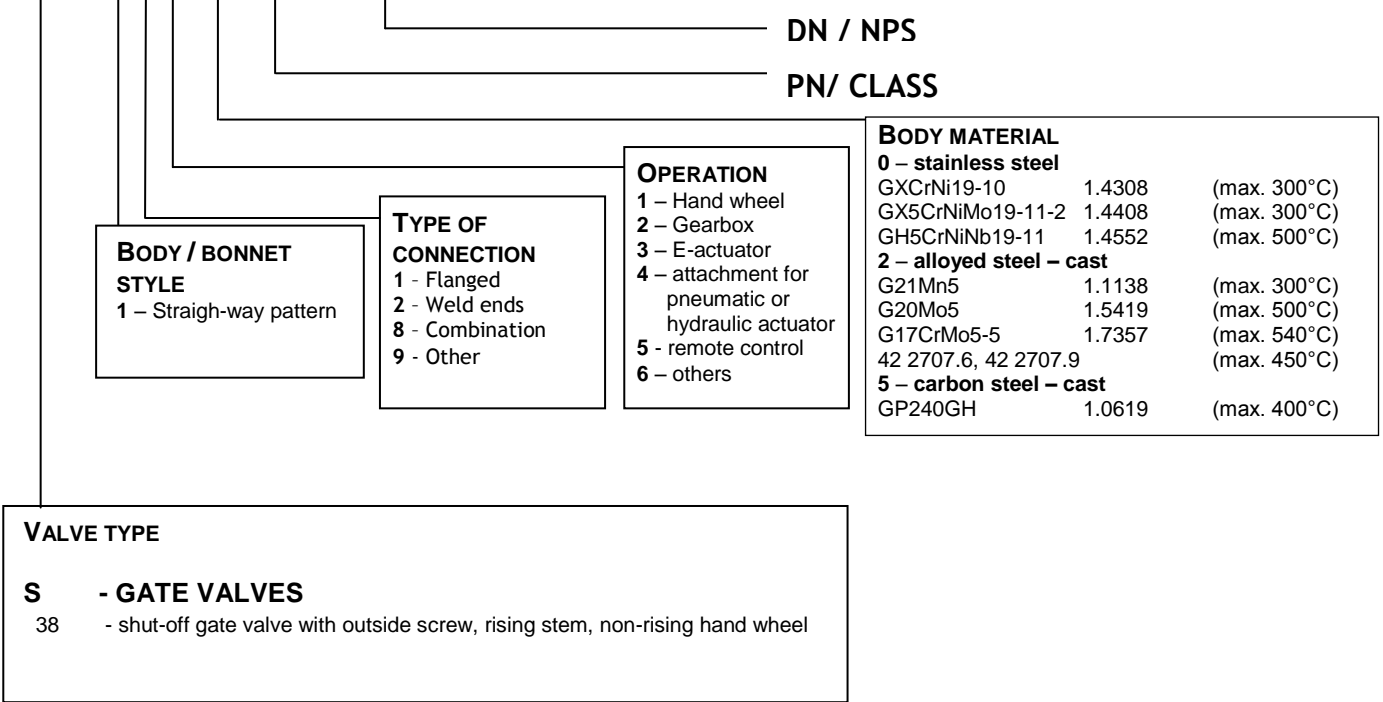 DN / NPS
PN/ CLASS
BODY MATERIAL
0 – stainless steel
GXCrNi19-10 1.4308 (max. 300°C)
GX5CrNiMo19-11-2 1.4408 (max. 300°C)
GH5CrNiNb19-11 1.4552 (max. 500°C)
2 – alloyed steel – cast
G21Mn5 1.1138 (max. 300°C)
G20Mo5 1.5419 (max. 500°C)
G17CrMo5-5 1.7357 (max. 540°C)
42 2707.6, 42 2707.9 (max. 450°C)
5 – carbon steel – cast
GP240GH 1.0619 (max. 400°C)
OPERATION
1 – Hand wheel
2 – Gearbox
3 – E-actuator
4 – attachment for
pneumatic or
hydraulic actuator
5 - remote control
6 – others
TYPE OF
CONNECTION
1 - Flanged
2 - Weld ends
8 - Combination
9 - Other
BODY / BONNET
STYLE
1 – Straigh-way pattern
VALVE TYPE
S - GATE VALVES
38 - shut-off gate valve with outside screw, rising stem, non-rising hand wheel